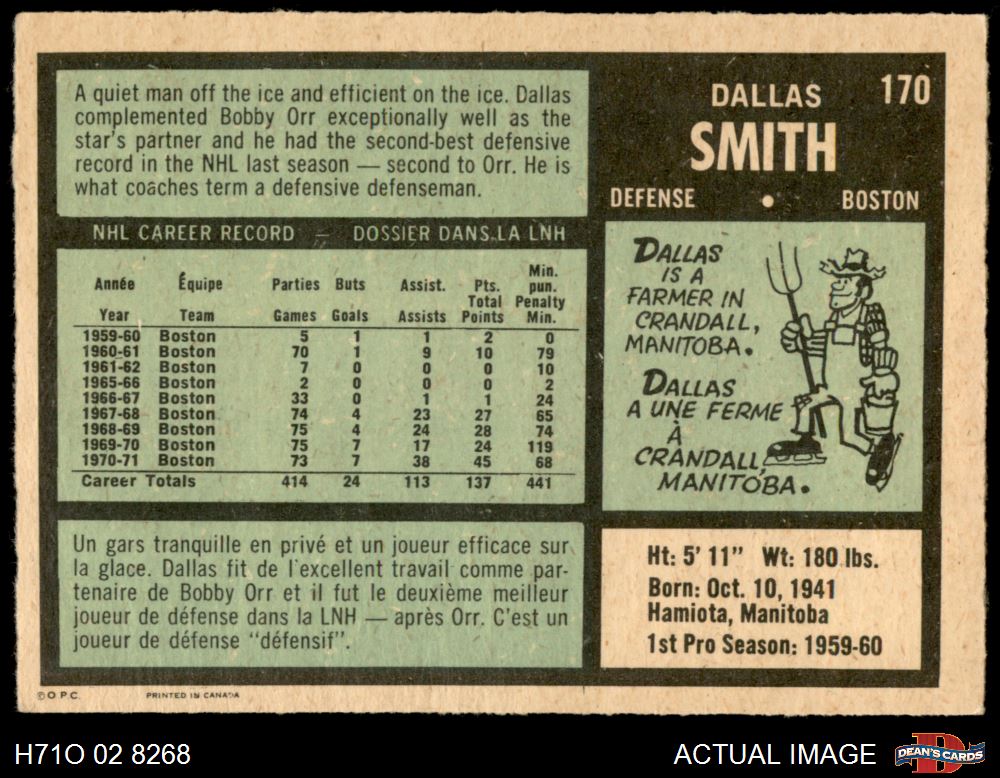 A quiet man off the ice and efficient on the ice. Dallas
complemented Bobby Orr exceptionally well as the
star's partner and he had the second-best defensive
record in the NHL last season — second to Orr. He is
what coaches term a defensive defenseman.
DALLAS 170
SMITH
DEFENSE • BOSTON
NHL CAREER RECORD — DOSSIER DANS LA LNH
Année Équipe Parties Buts Assist. Pts. Total Min. pun. Penalty
Year Team Games Goals Assists Points Min.
1959-60 Boston 5 1 1 2 0
1960-61 Boston 70 1 9 10 79
1961-62 Boston 7 0 0 0 10
1965-66 Boston 2 0 0 0 2
1966-67 Boston 33 0 1 1 24
1967-68 Boston 74 4 23 27 65
1968-69 Boston 75 4 24 28 74
1969-70 Boston 75 7 17 24 119
1970-71 Boston 73 7 38 45 68
Career Totals 414 24 113 137 441
DALLAS
IS A
FARMER IN
CRANDALL,
MANITOBA.
DALLAS
A UNE FERME
À
CRANDALL,
MANITOBA.
Un gars tranquille en privé et un joueur efficace sur
la glace. Dallas fit de l'excellent travail comme par-
tenaire de Bobby Orr et il fut le deuxième meilleur
joueur de défense dans la LNH — après Orr. C'est un
joueur de défense "défensif".
Ht: 5' 11" Wt: 180 lbs.
Born: Oct. 10, 1941
Hamiota, Manitoba
1st Pro Season: 1959-60
© O P C. PRINTED IN CANADA
H71O 02 8268 ACTUAL IMAGE DEAN'S CARDS